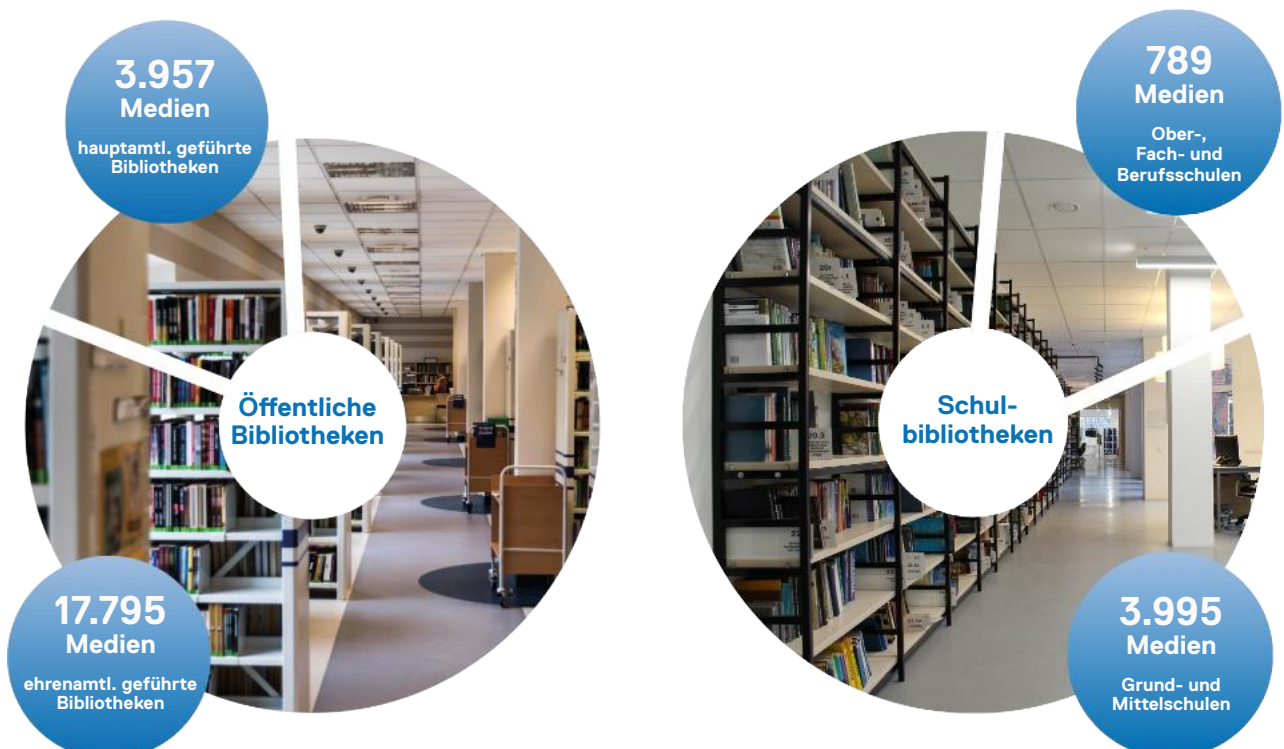 3.957
Medien
hauptamtl. geführte
Bibliotheken
Öffentliche
Bibliotheken
17.795
Medien
ehrenamtl. geführte
Bibliotheken
789
Medien
Ober-,
Fach- und
Berufsschulen
Schul-
bibliotheken
3.995
Medien
Grund- und
Mittelschulen